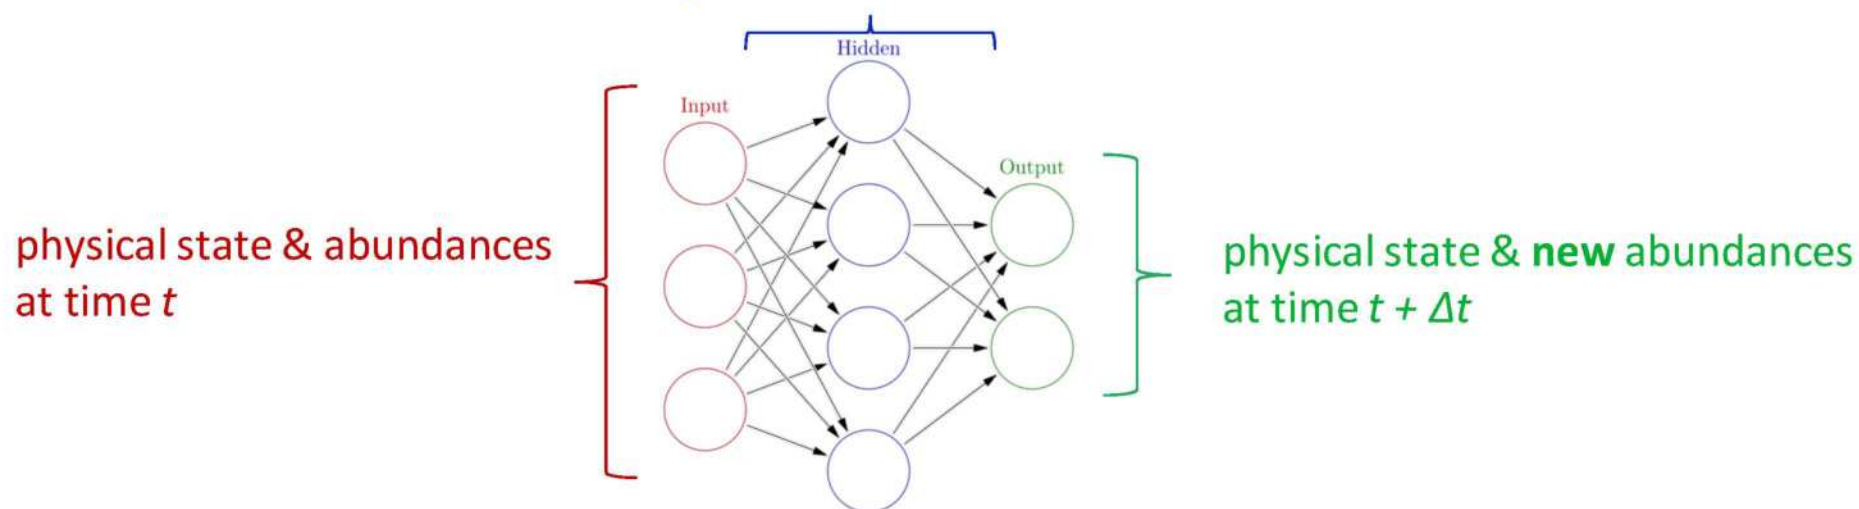 Hidden
Input
Output
physical state & abundances
at time t
physical state & new abundances
at time t + Δt